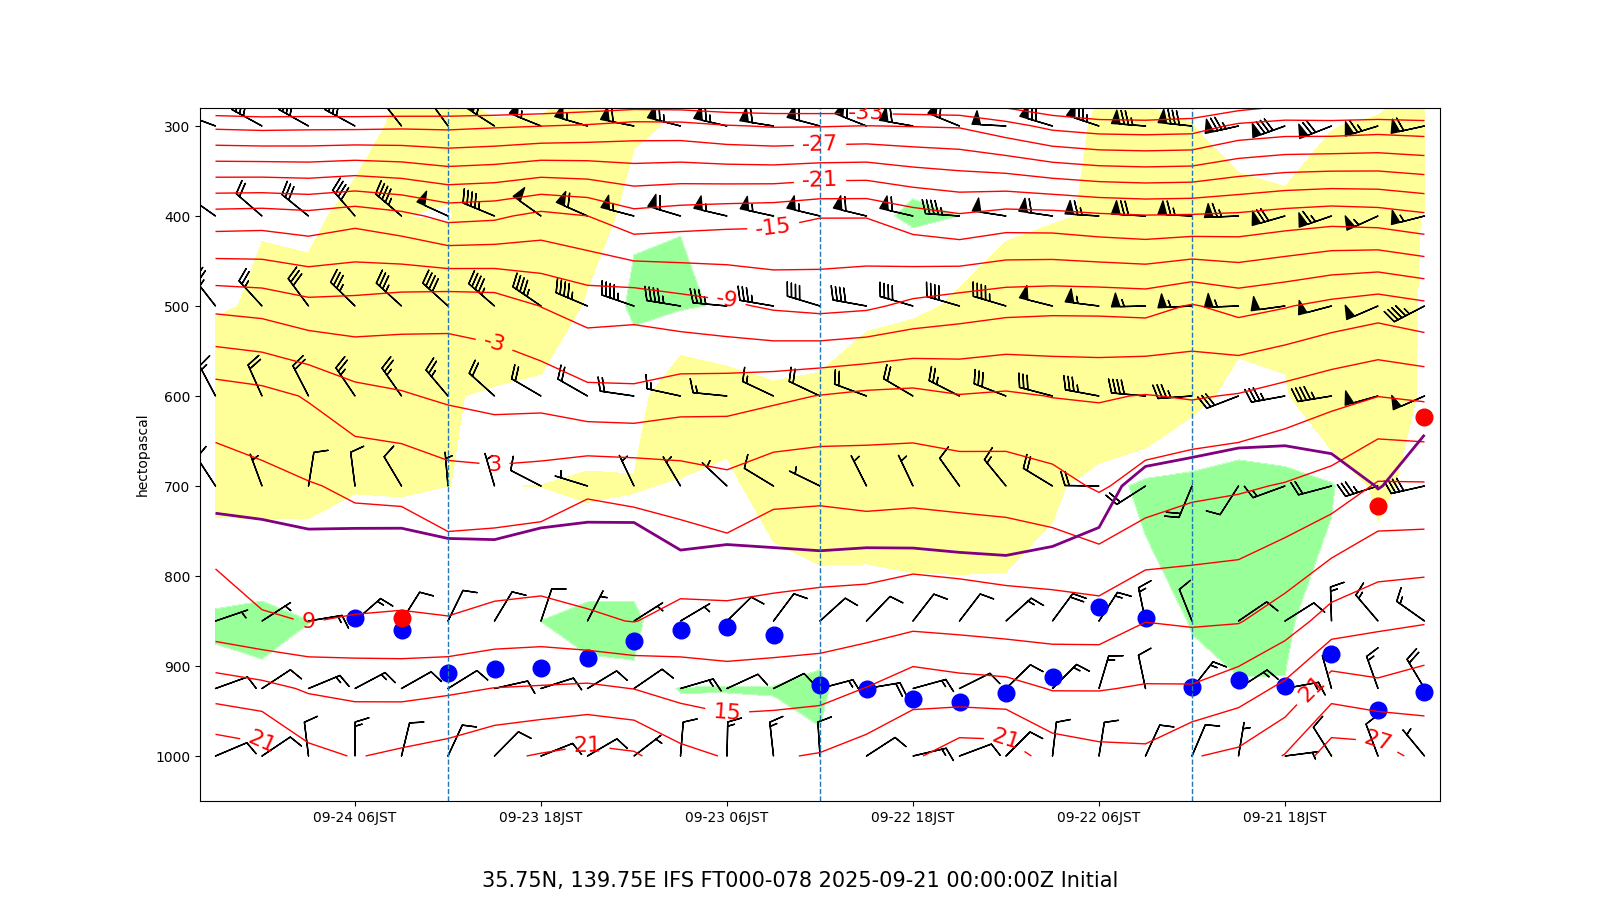 -33
300
-27
-21
400
-15
-9
500
-3
600
3
700
hectopascal
800
9
900
21
15
21
21
21
27
1000
09-24 06JST
09-23 18JST
09-23 06JST
09-22 18JST
09-22 06JST
09-21 18JST
35.75N, 139.75E IFS FT000-078 2025-09-21 00:00:00Z Initial